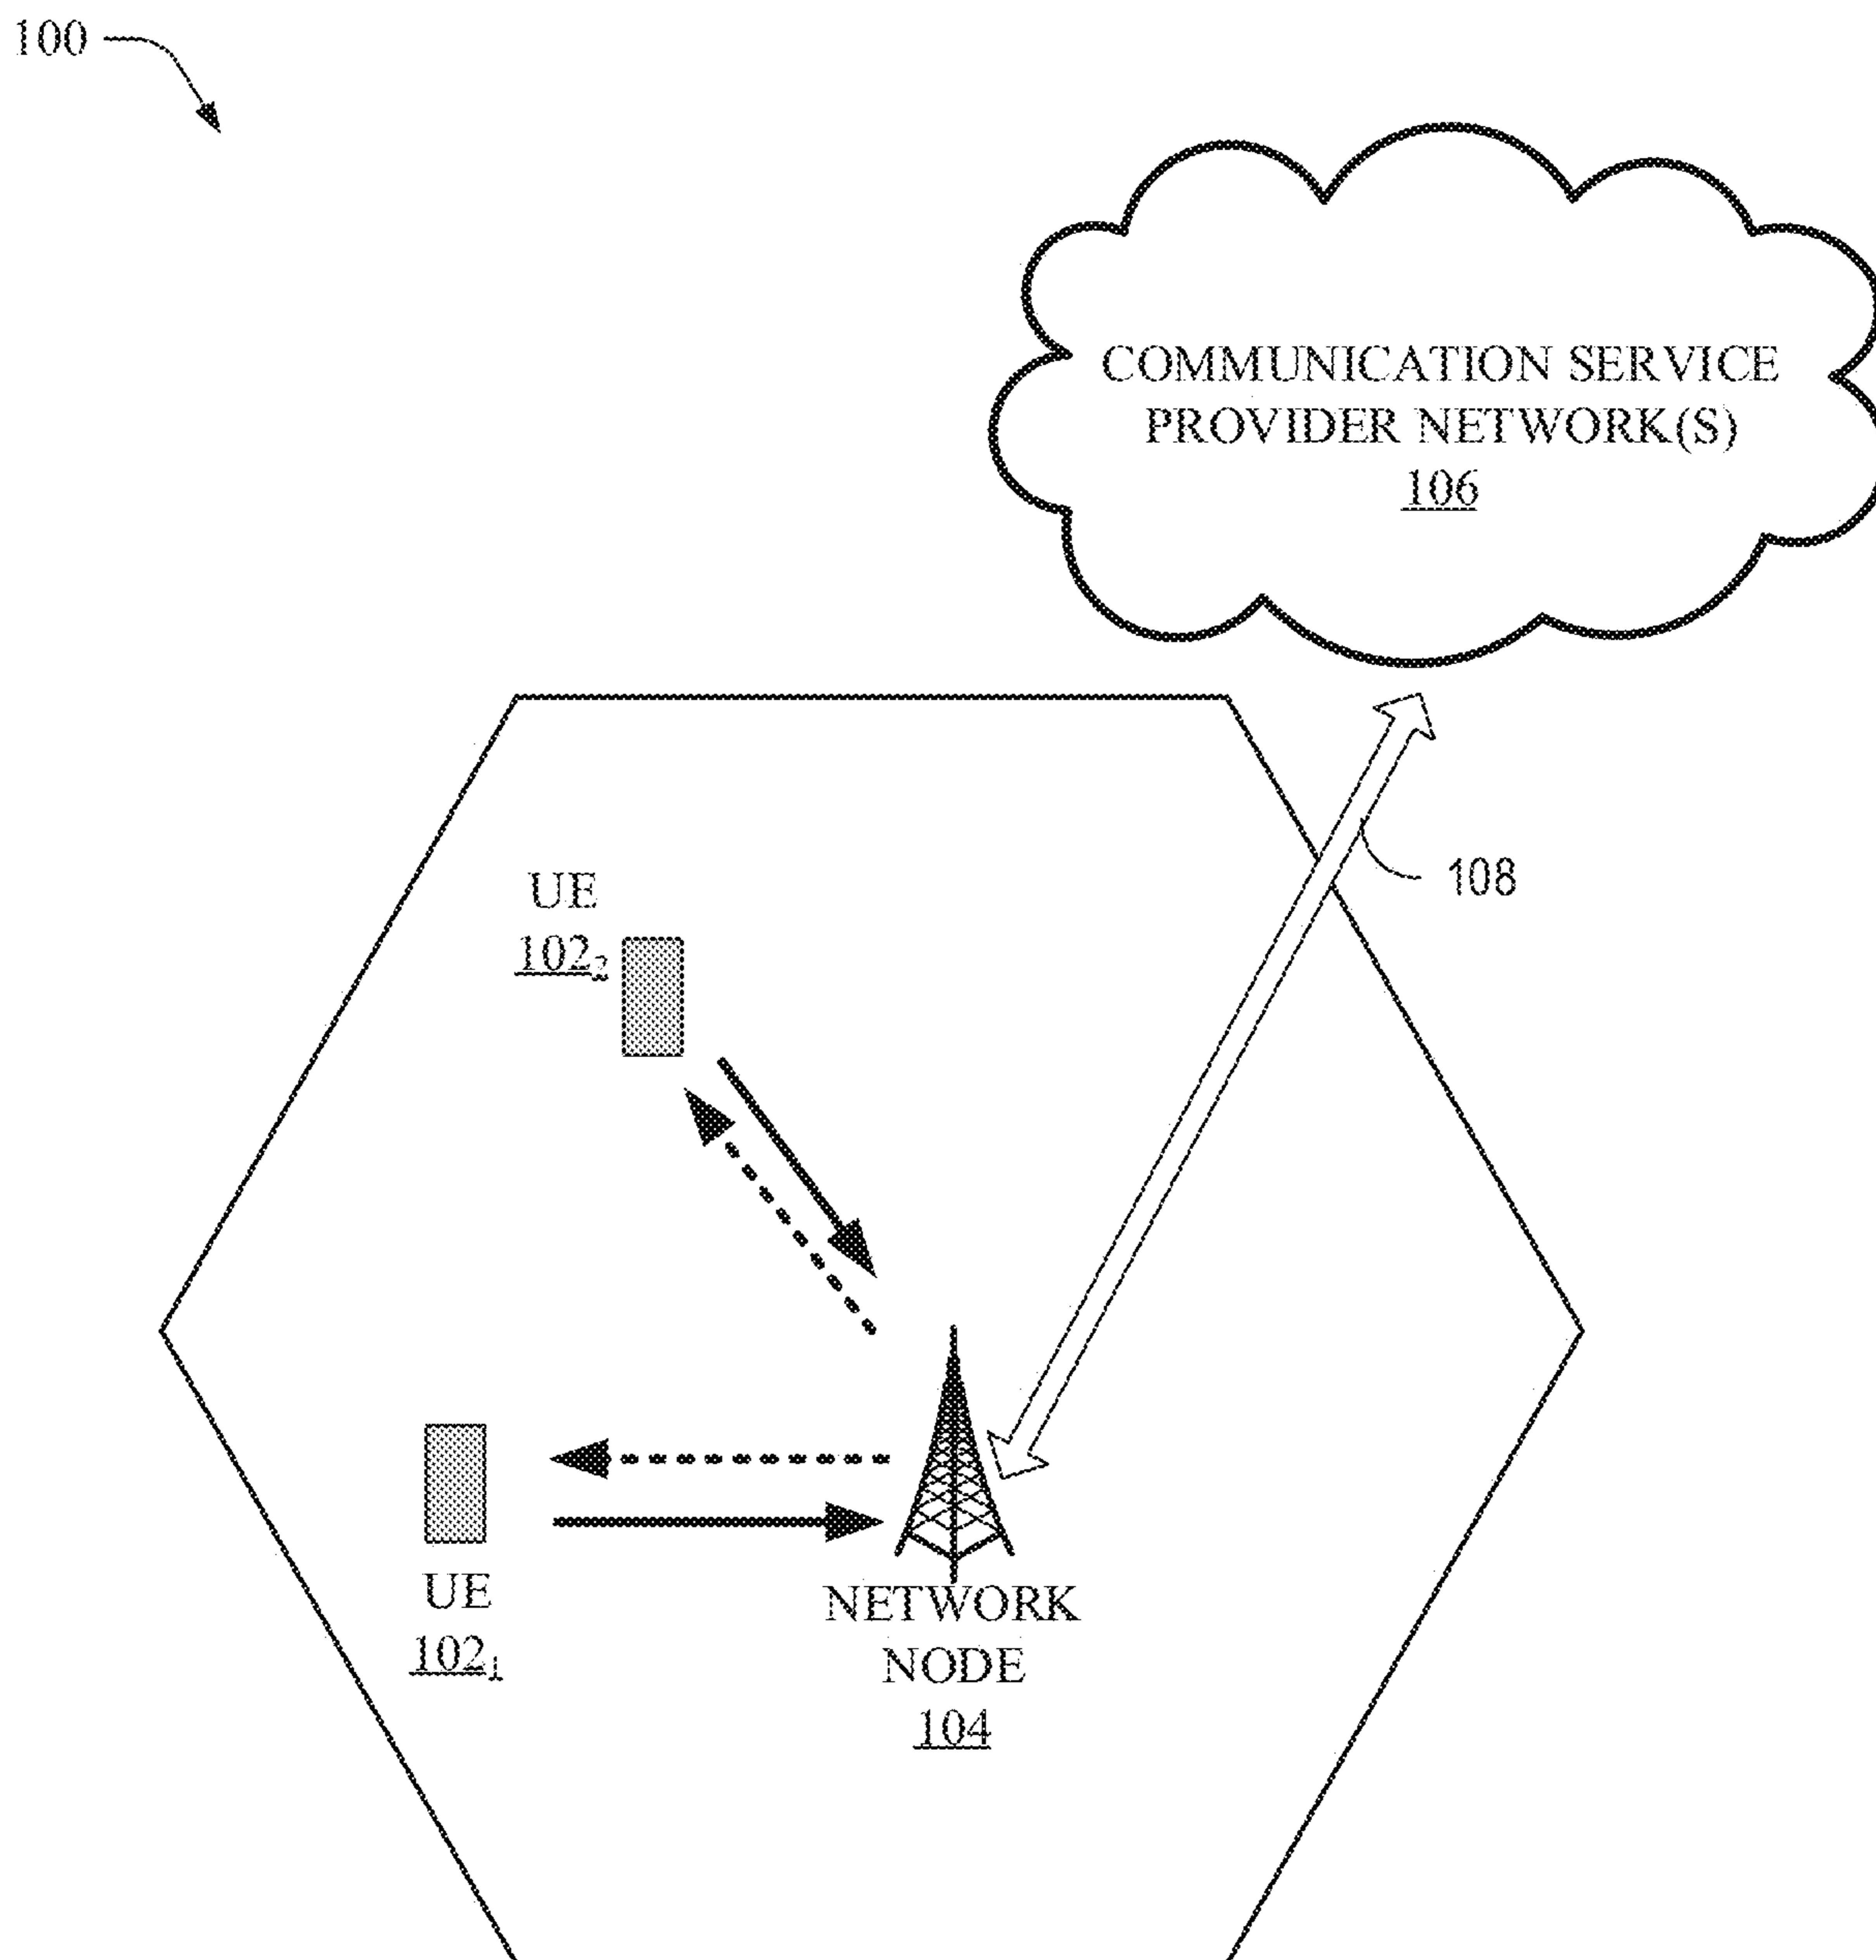 100
COMMUNICATION SERVICE
PROVIDER NETWORK(S)
106
108
UE
102₂
UE
102₁
NETWORK
NODE
104